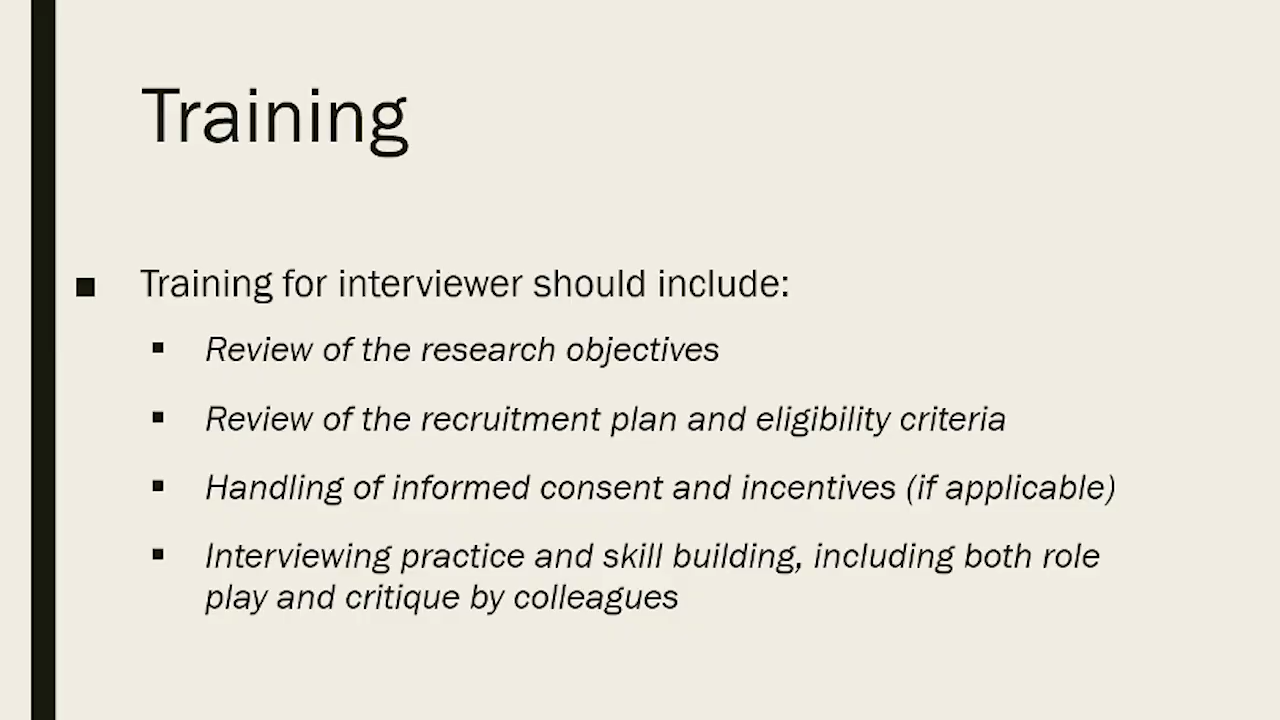 Training
■ Training for interviewer should include:
▪ Review of the research objectives
▪ Review of the recruitment plan and eligibility criteria
▪ Handling of informed consent and incentives (if applicable)
▪ Interviewing practice and skill building, including both role
play and critique by colleagues